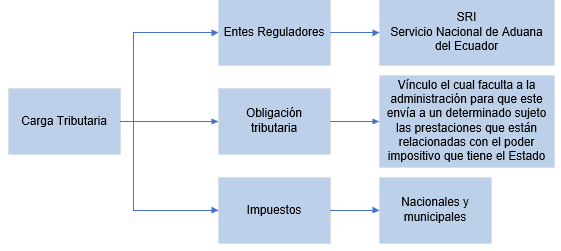 Carga Tributaria
Entes Reguladores
SRI
Servicio Nacional de Aduana
del Ecuador
Obligación
tributaria
Vínculo el cual faculta a la
administración para que este
envía a un determinado sujeto
las prestaciones que están
relacionadas con el poder
impositivo que tiene el Estado
Impuestos
Nacionales y
municipales